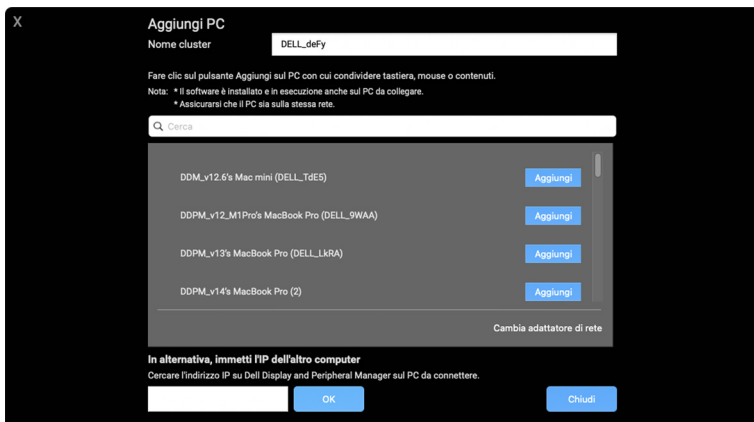 X
Aggiungi PC
Nome cluster DELL_deFy
Fare clic sul pulsante Aggiungi sul PC con cui condividere tastiera, mouse o contenuti.
Nota: * Il software è installato e in esecuzione anche sul PC da collegare.
* Assicurarsi che il PC sia sulla stessa rete.
Cerca
DDM_v12.6's Mac mini (DELL_TdE5) Aggiungi
DDPM_v12_M1Pro's MacBook Pro (DELL_9WAA) Aggiungi
DDPM_v13's MacBook Pro (DELL_LkRA) Aggiungi
DDPM_v14's MacBook Pro (2) Aggiungi
Cambia adattatore di rete
In alternativa, immetti l'IP dell'altro computer
Cercare l'indirizzo IP su Dell Display and Peripheral Manager sul PC da connettere.
OK Chiudi